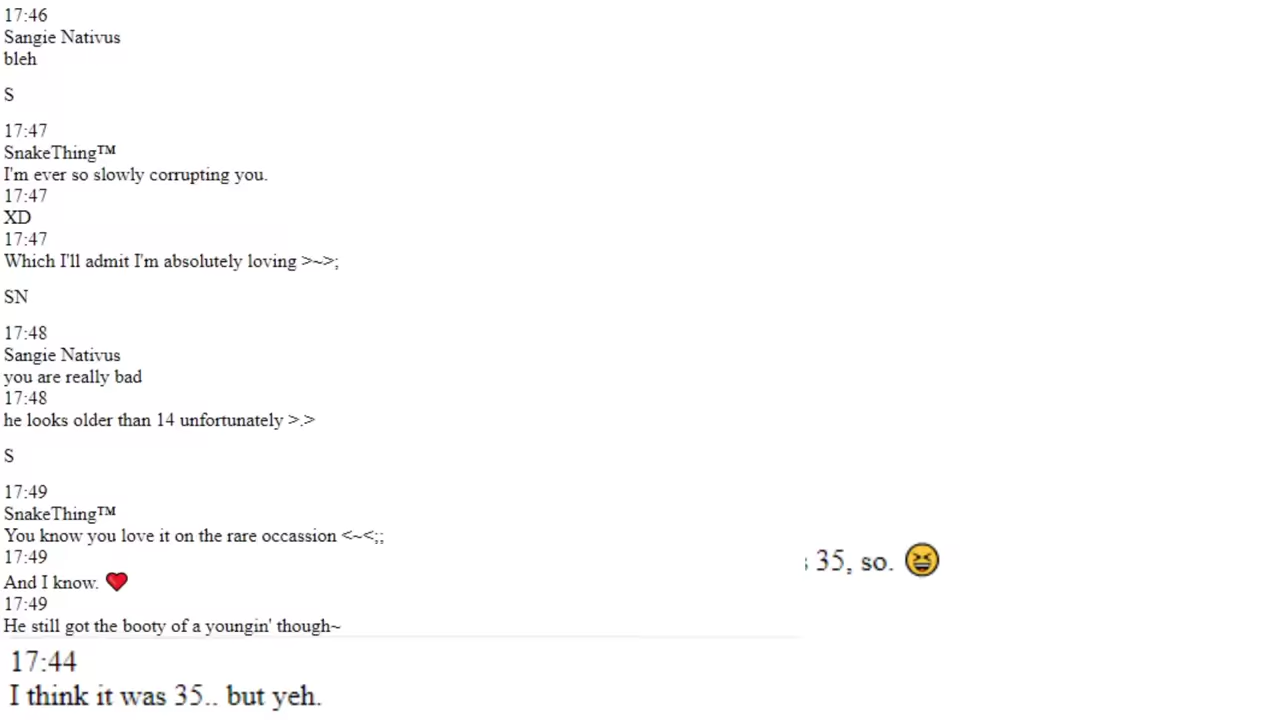 17:46
Sangie Nativus
bleh
S
17:47
SnakeThing™
I'm ever so slowly corrupting you.
17:47
XD
17:47
Which I'll admit I'm absolutely loving >~>;
SN
17:48
Sangie Nativus
you are really bad
17:48
he looks older than 14 unfortunately >.>
S
17:49
SnakeThing™
You know you love it on the rare occassion <~<;;
17:49
And I know. ❤️
17:49
He still got the booty of a youngin' though~
35, so. 😆
17:44
I think it was 35.. but yeh.